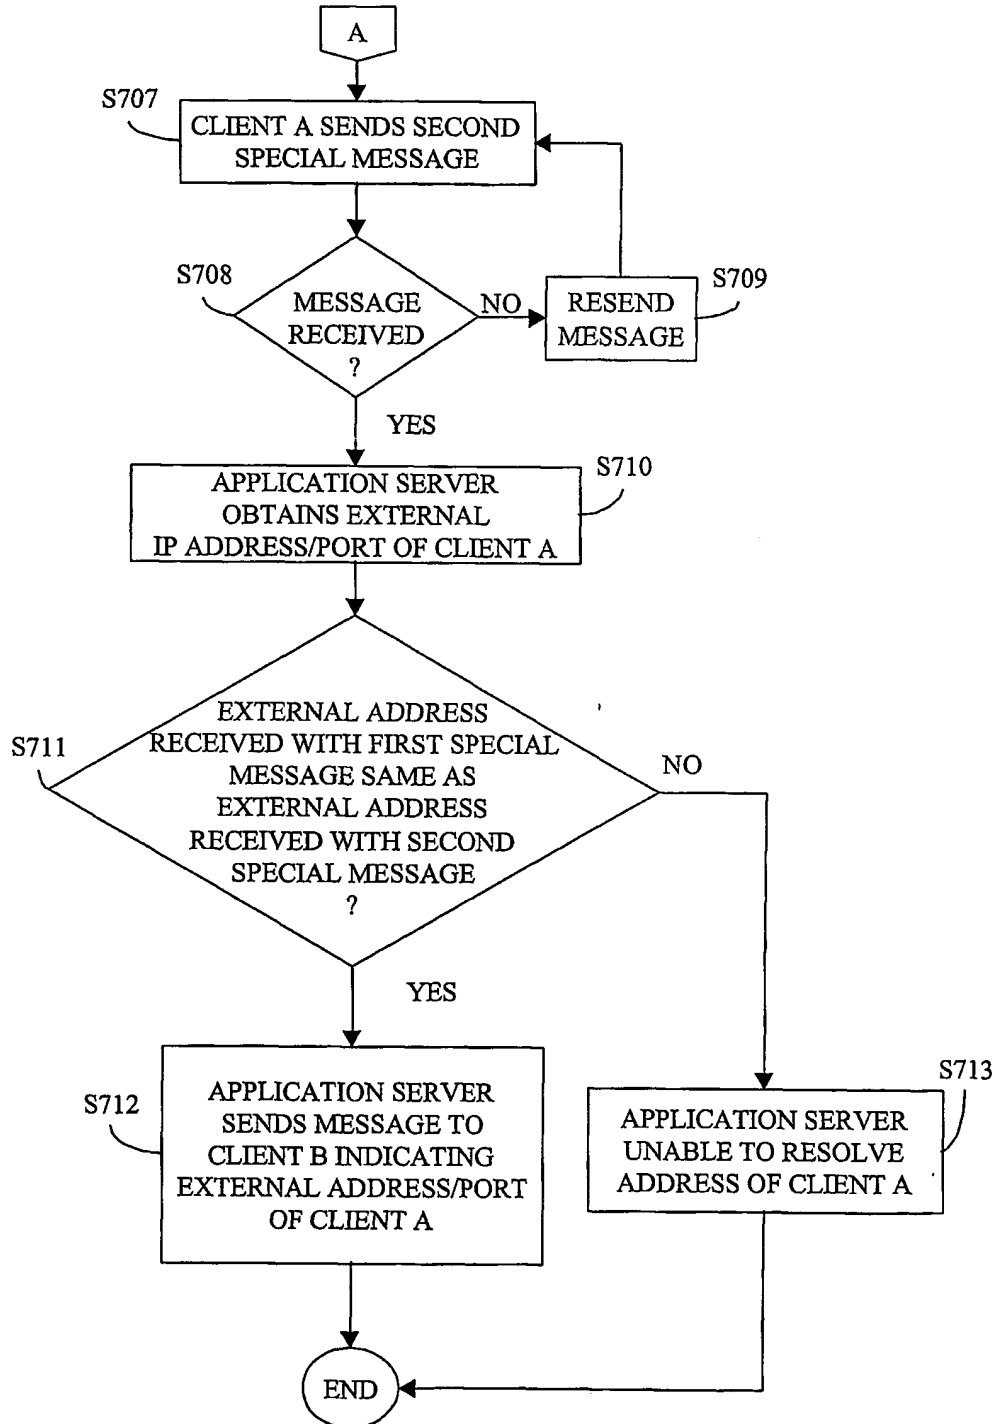 A
S707
CLIENT A SENDS SECOND
SPECIAL MESSAGE
S708
MESSAGE
RECEIVED
?
NO
RESEND
MESSAGE
S709
YES
APPLICATION SERVER
OBTAINS EXTERNAL
IP ADDRESS/PORT OF CLIENT A
S710
S711
EXTERNAL ADDRESS
RECEIVED WITH FIRST SPECIAL
MESSAGE SAME AS
EXTERNAL ADDRESS
RECEIVED WITH SECOND
SPECIAL MESSAGE
?
NO
YES
S712
APPLICATION SERVER
SENDS MESSAGE TO
CLIENT B INDICATING
EXTERNAL ADDRESS/PORT
OF CLIENT A
S713
APPLICATION SERVER
UNABLE TO RESOLVE
ADDRESS OF CLIENT A
END